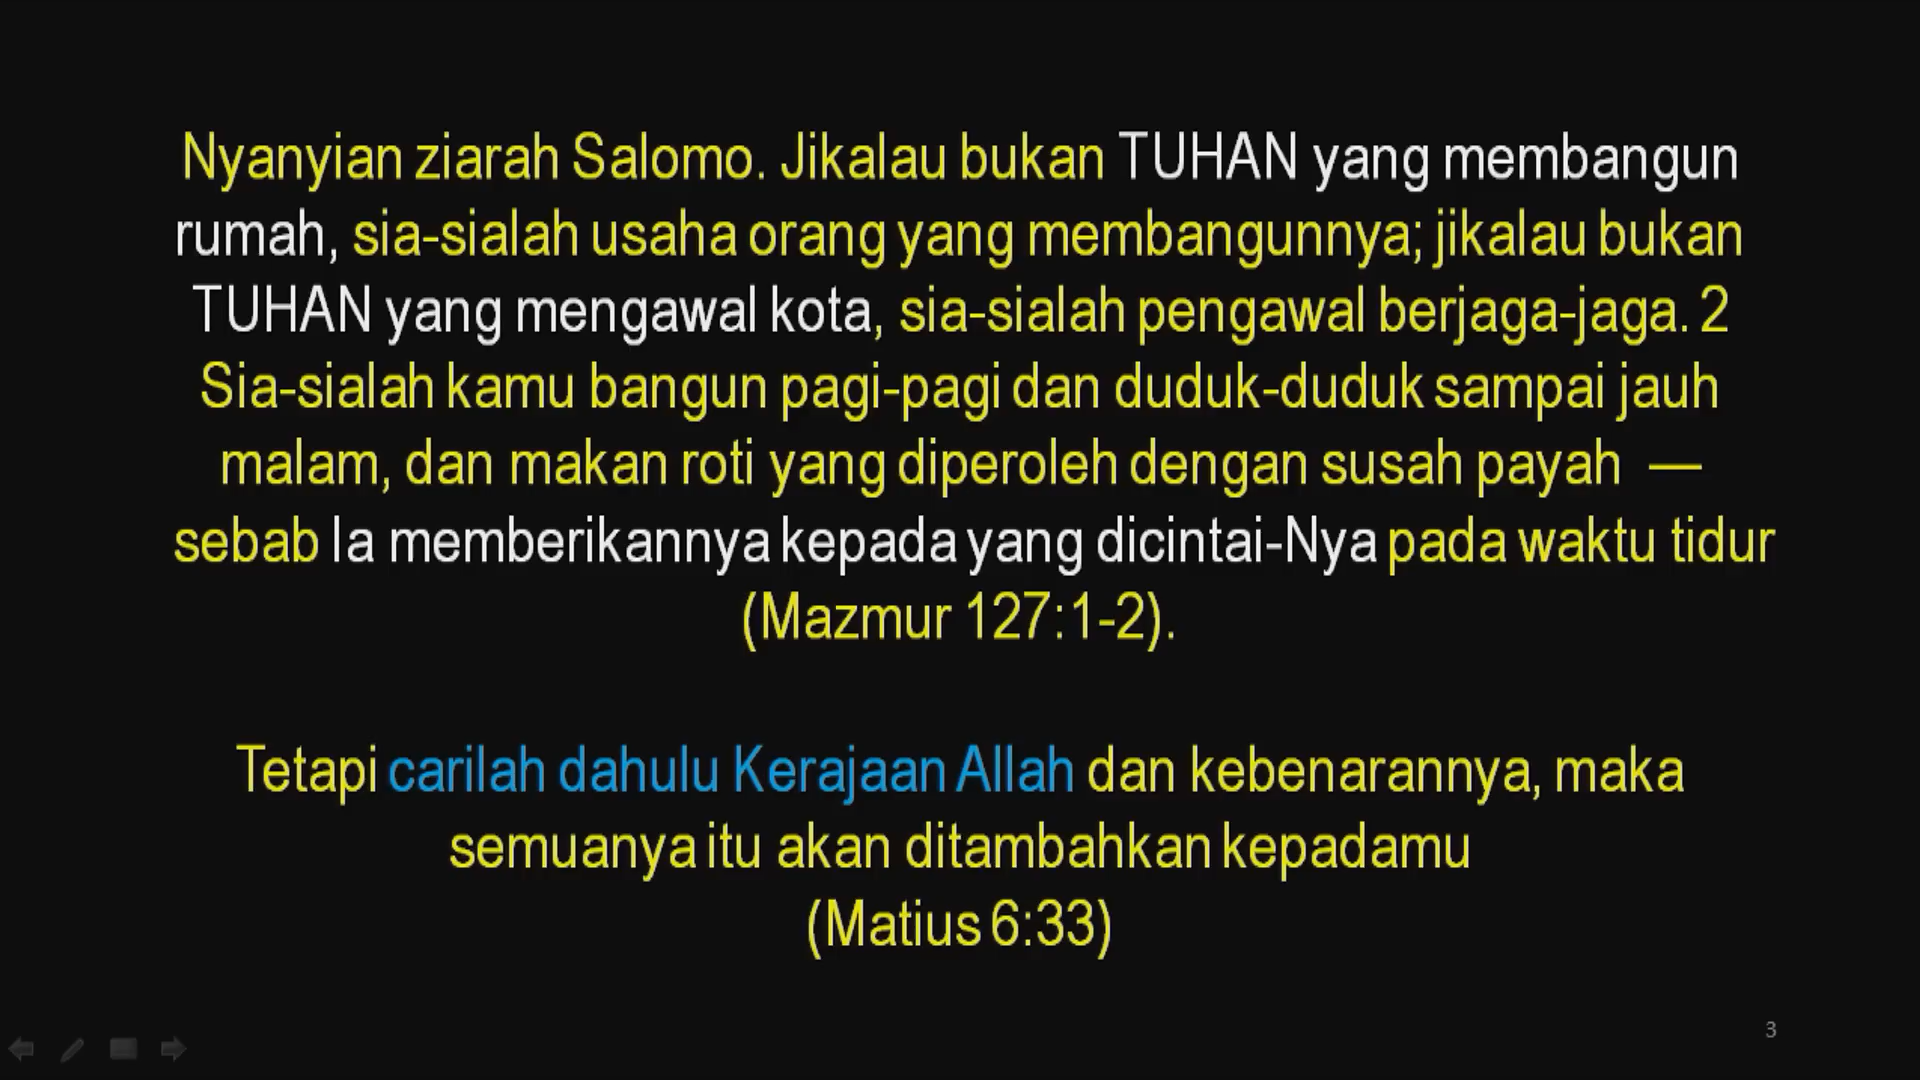 Nyanyian ziarah Salomo. Jikalau bukan TUHAN yang membangun
rumah, sia-sialah usaha orang yang membangunnya; jikalau bukan
TUHAN yang mengawal kota, sia-sialah pengawal berjaga-jaga. 2
Sia-sialah kamu bangun pagi-pagi dan duduk-duduk sampai jauh
malam, dan makan roti yang diperoleh dengan susah payah —
sebab Ia memberikannya kepada yang dicintai-Nya pada waktu tidur
(Mazmur 127:1-2).
Tetapi carilah dahulu Kerajaan Allah dan kebenarannya, maka
semuanya itu akan ditambahkan kepadamu
(Matius 6:33)
3